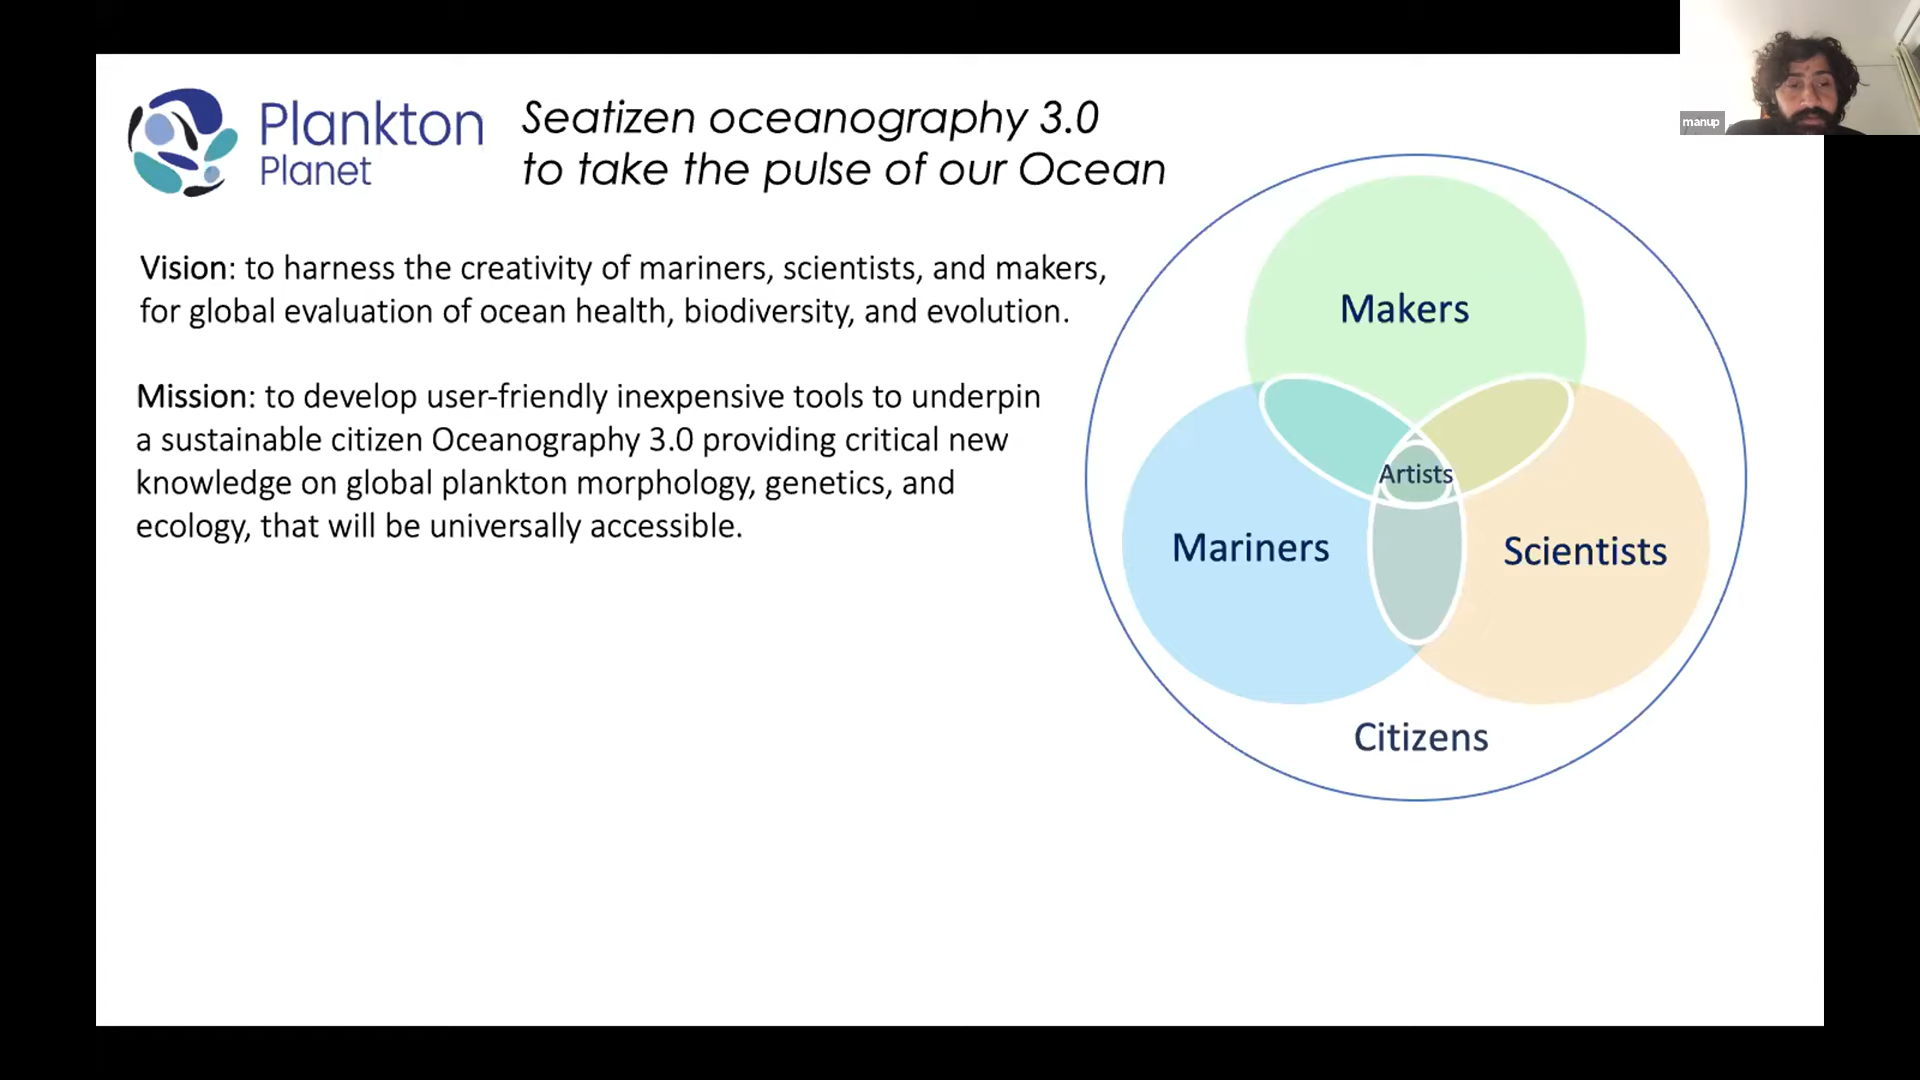 Plankton
Planet
Seatizen oceanography 3.0
to take the pulse of our Ocean
manup
Vision: to harness the creativity of mariners, scientists, and makers,
for global evaluation of ocean health, biodiversity, and evolution.
Mission: to develop user-friendly inexpensive tools to underpin
a sustainable citizen Oceanography 3.0 providing critical new
knowledge on global plankton morphology, genetics, and
ecology, that will be universally accessible.
Makers
Artists
Mariners
Scientists
Citizens